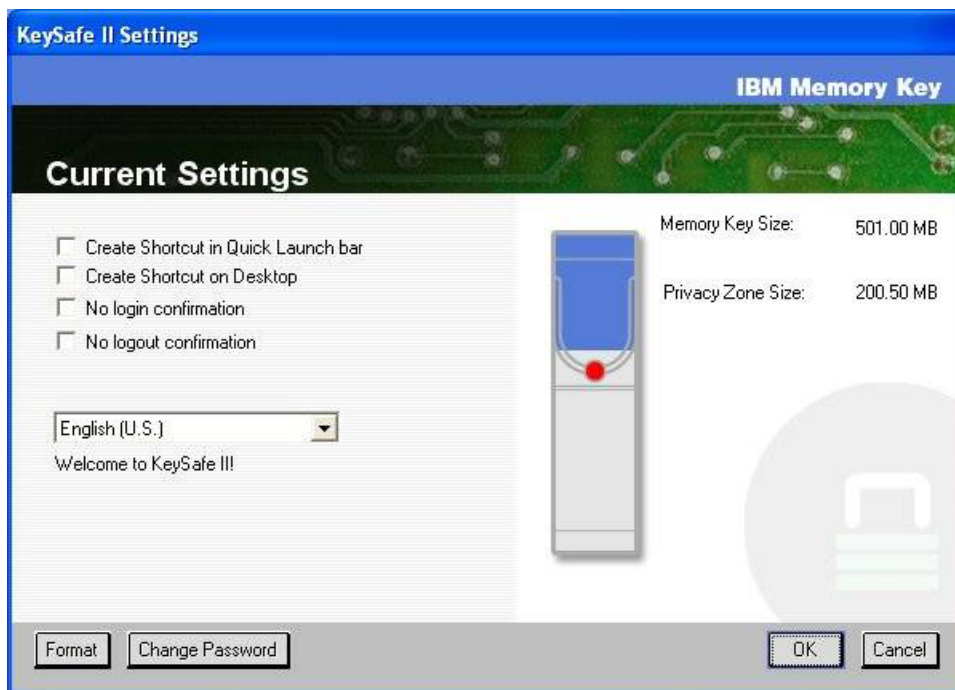 KeySafe II Settings
IBM Memory Key
Current Settings
Create Shortcut in Quick Launch bar
Create Shortcut on Desktop
No login confirmation
No logout confirmation
English (U.S.)
Welcome to KeySafe II!
Memory Key Size: 501.00 MB
Privacy Zone Size: 200.50 MB
Format Change Password OK Cancel